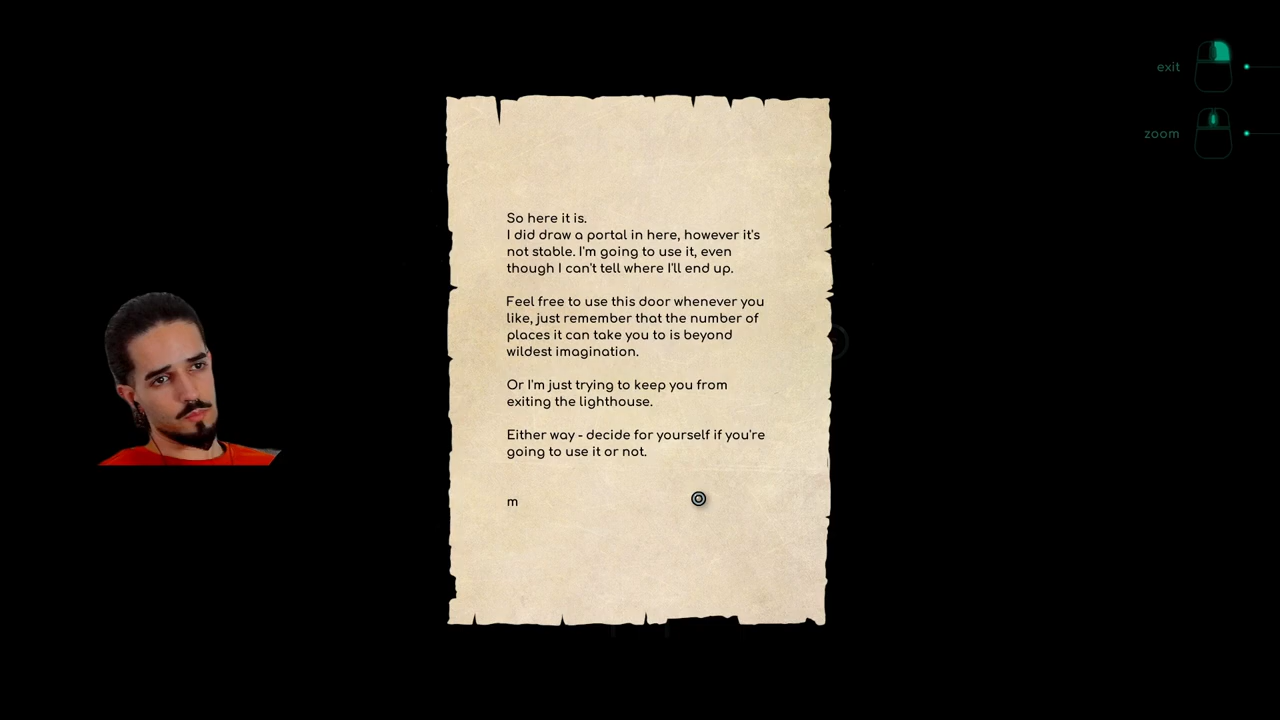 exit
zoom
So here it is.
I did draw a portal in here, however it's
not stable. I'm going to use it, even
though I can't tell where I'll end up.
Feel free to use this door whenever you
like, just remember that the number of
places it can take you to is beyond
wildest imagination.
Or I'm just trying to keep you from
exiting the lighthouse.
Either way - decide for yourself if you're
going to use it or not.
m